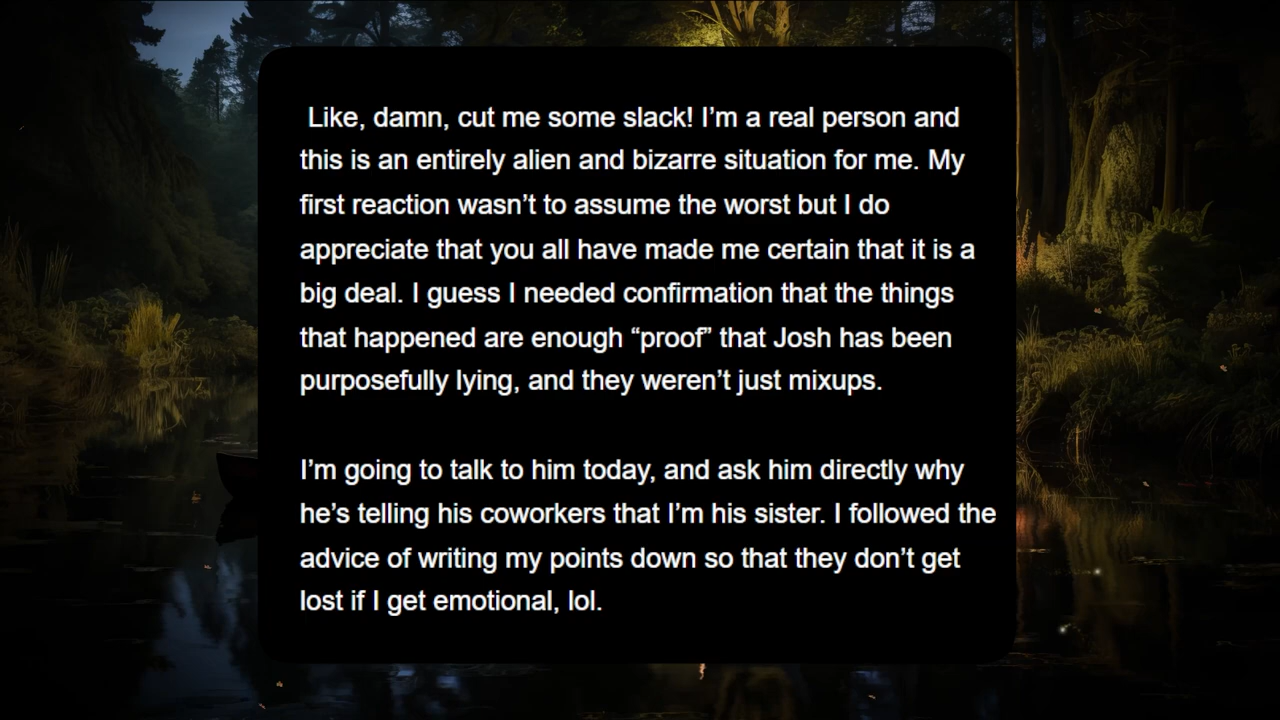 Like, damn, cut me some slack! I’m a real person and
this is an entirely alien and bizarre situation for me. My
first reaction wasn’t to assume the worst but I do
appreciate that you all have made me certain that it is a
big deal. I guess I needed confirmation that the things
that happened are enough “proof” that Josh has been
purposefully lying, and they weren’t just mixups.
I’m going to talk to him today, and ask him directly why
he’s telling his coworkers that I’m his sister. I followed the
advice of writing my points down so that they don’t get
lost if I get emotional, lol.